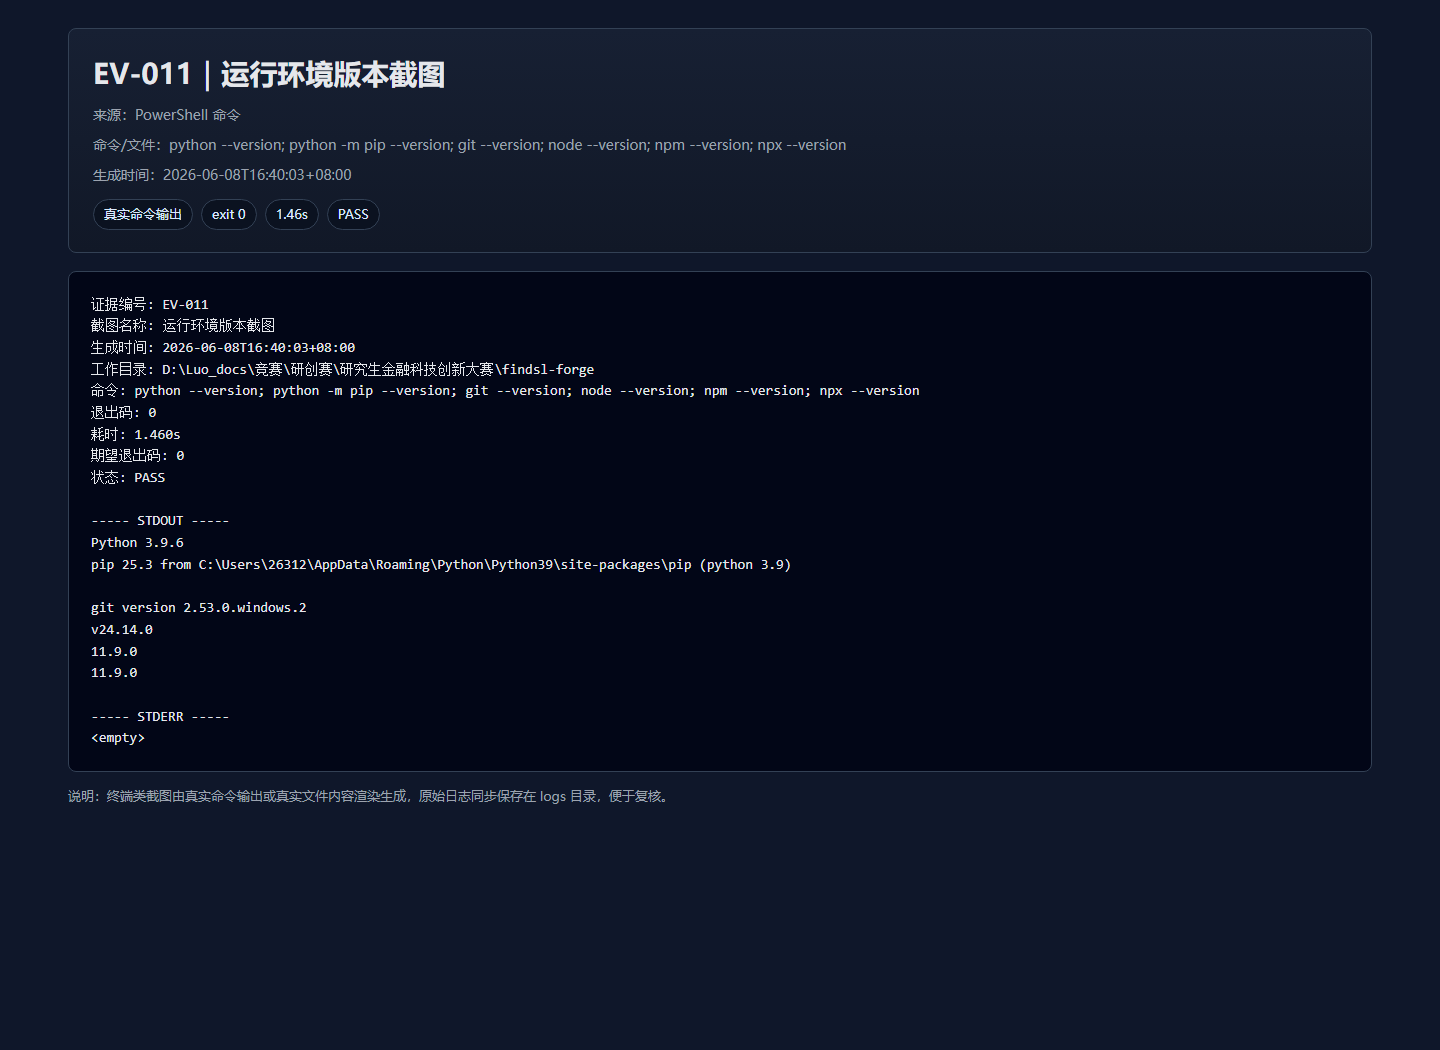 EV-011 | 运行环境版本截图
来源：PowerShell 命令
命令/文件：python --version; python -m pip --version; git --version; node --version; npm --version; npx --version
生成时间：2026-06-08T16:40:03+08:00
真实命令输出 exit 0 1.46s PASS
证据编号: EV-011
截图名称: 运行环境版本截图
生成时间: 2026-06-08T16:40:03+08:00
工作目录: D:\Luo_docs\竞赛\研创赛\研究生金融科技创新大赛\findsl-forge
命令: python --version; python -m pip --version; git --version; node --version; npm --version; npx --version
退出码: 0
耗时: 1.460s
期望退出码: 0
状态: PASS
----- STDOUT -----
Python 3.9.6
pip 25.3 from C:\Users\26312\AppData\Roaming\Python\Python39\site-packages\pip (python 3.9)
git version 2.53.0.windows.2
v24.14.0
11.9.0
11.9.0
----- STDERR -----
<empty>
说明：终端类截图由真实命令输出或真实文件内容渲染生成，原始日志同步保存在 logs 目录，便于复核。